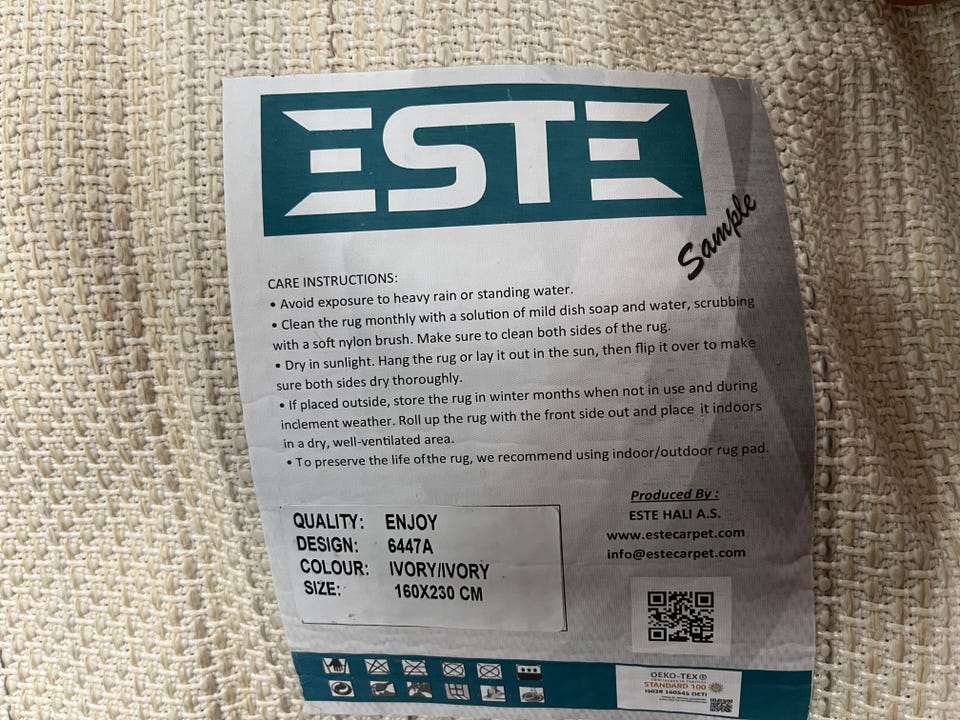 ESTE
Sample
CARE INSTRUCTIONS:
• Avoid exposure to heavy rain or standing water.
• Clean the rug monthly with a solution of mild dish soap and water, scrubbing
with a soft nylon brush. Make sure to clean both sides of the rug.
• Dry in sunlight. Hang the rug or lay it out in the sun, then flip it over to make
sure both sides dry thoroughly.
• If placed outside, store the rug in winter months when not in use and during
inclement weather. Roll up the rug with the front side out and place it indoors
in a dry, well-ventilated area.
• To preserve the life of the rug, we recommend using indoor/outdoor rug pad.
Produced By :
ESTE HALI A.S.
www.estecarpet.com
info@estecarpet.com
QUALITY: ENJOY
DESIGN: 6447A
COLOUR: IVORY/IVORY
SIZE: 160X230 CM
OEKO-TEX®
STANDARD 100